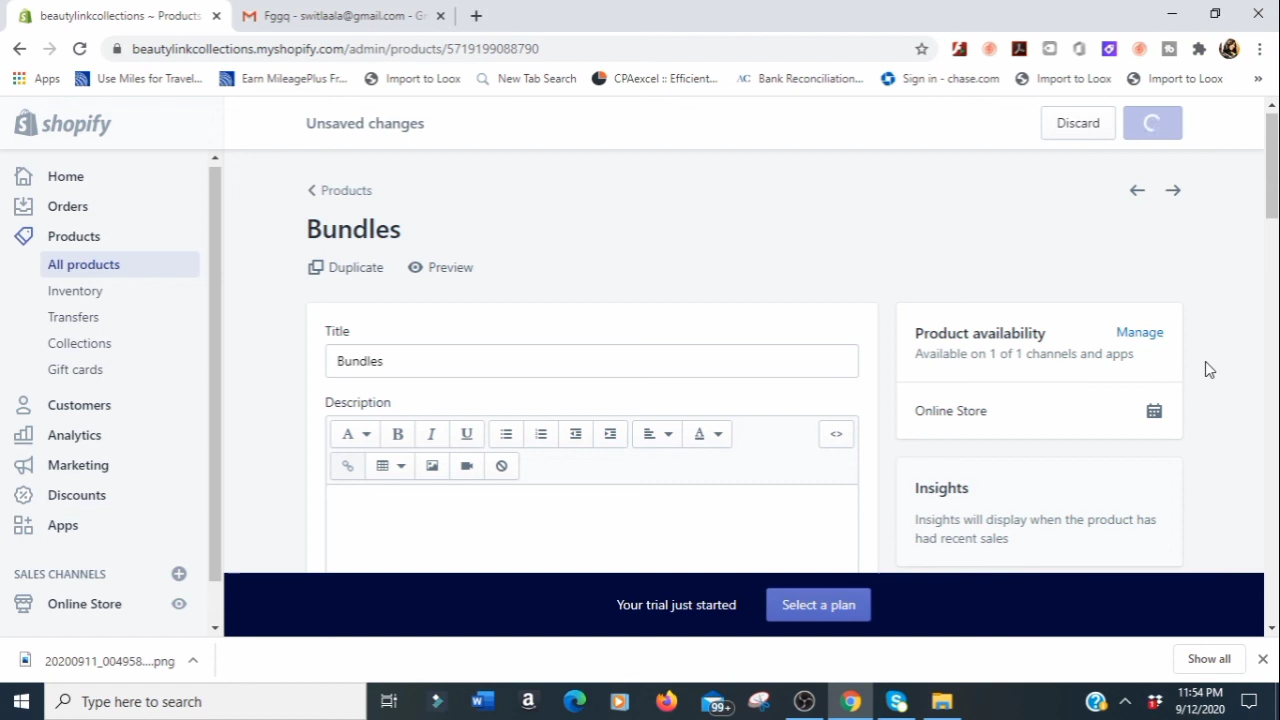 beautylinkcollections ~ Products
Fggq - switlaala@gmail.com - Gr
beautylinkcollections.myshopify.com/admin/products/5719199088790
Apps
Use Miles for Travel...
Earn MileagePlus Fr...
Import to Loox
New Tab Search
CPAexcel :: Efficient...
Bank Reconciliation...
Sign in - chase.com
Import to Loox
Import to Loox
»
shopify
Unsaved changes
Discard
Home
Orders
Products
All products
Inventory
Transfers
Collections
Gift cards
Customers
Analytics
Marketing
Discounts
Apps
SALES CHANNELS
Online Store
Products
Bundles
Duplicate
Preview
Title
Bundles
Description
A
B
I
U
A
<>
Product availability
Manage
Available on 1 of 1 channels and apps
Online Store
Insights
Insights will display when the product has
had recent sales
Your trial just started
Select a plan
20200911_004958....png
Show all
Type here to search
99+
11:54 PM
9/12/2020